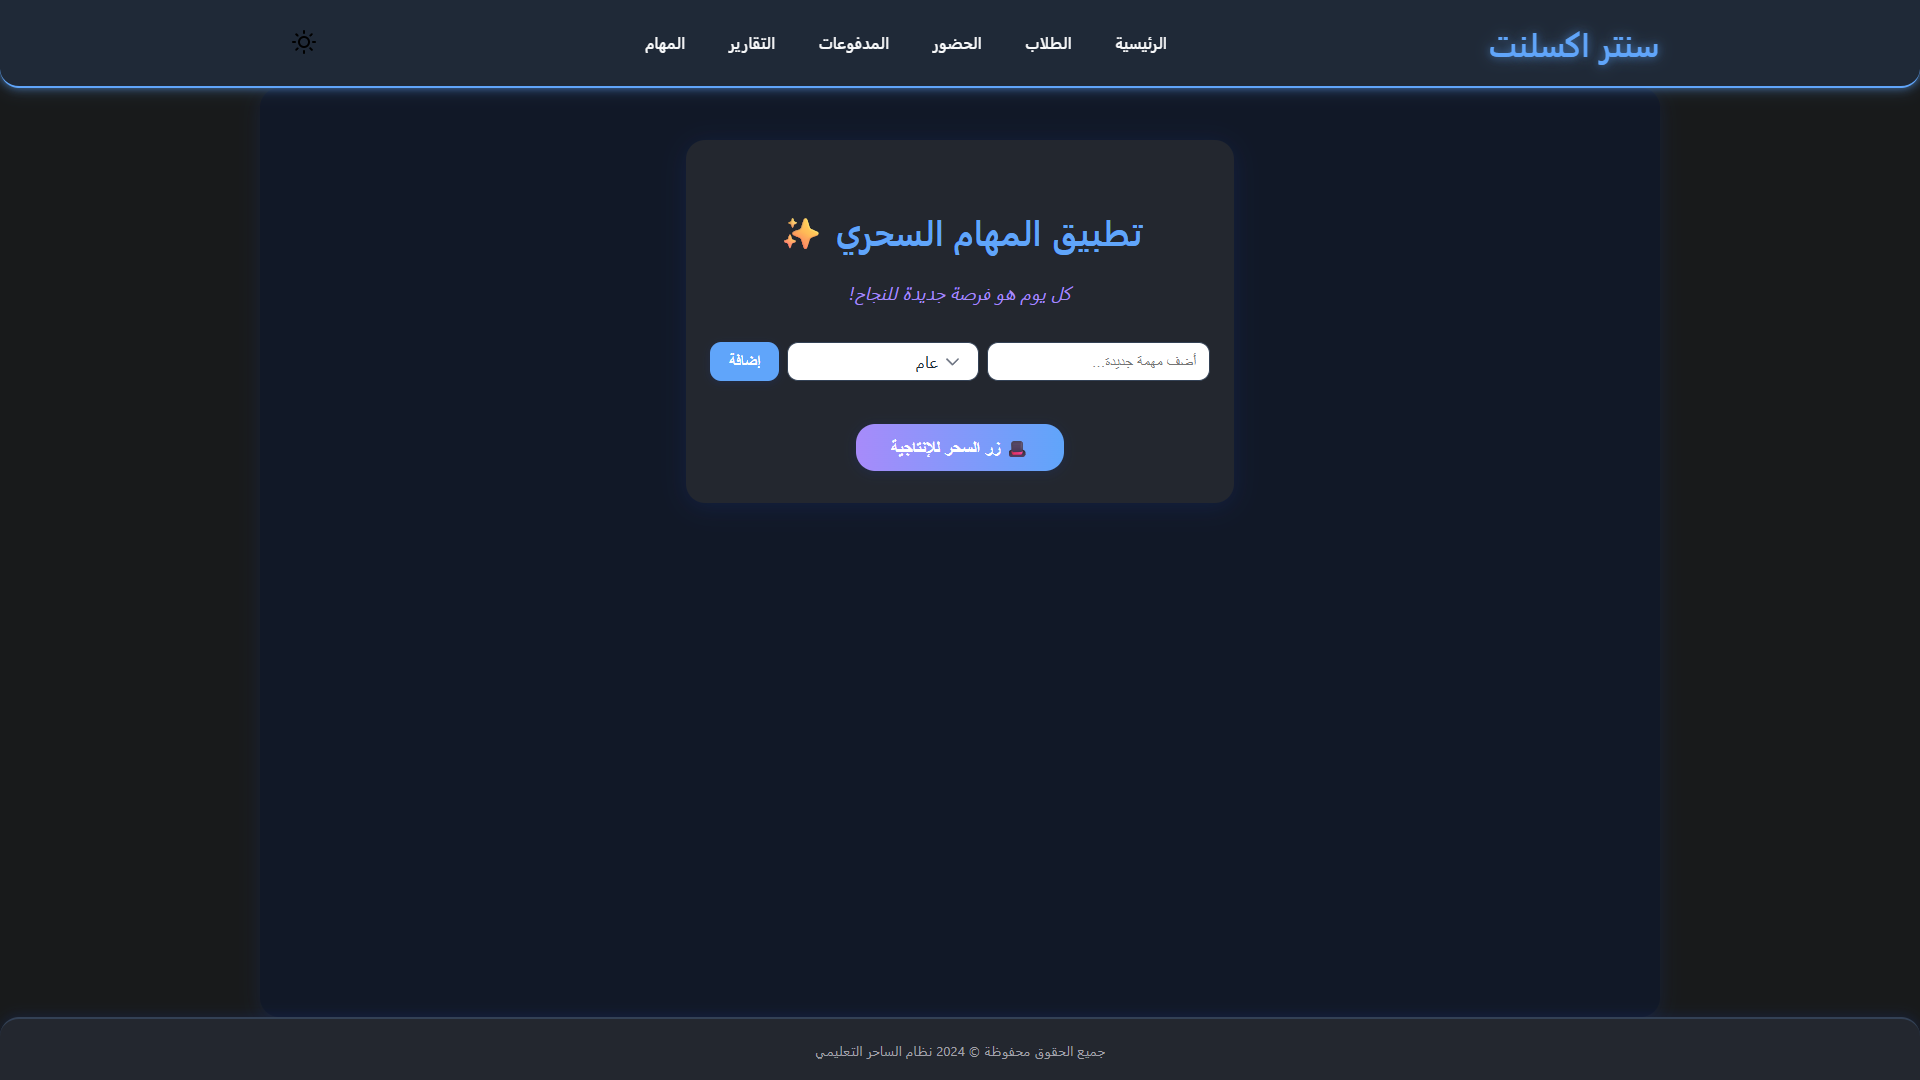 سنتر اكسلنت
الرئيسية
الطلاب
الحضور
المدفوعات
التقارير
المهام
تطبيق المهام السحري ✨
كل يوم هو فرصة جديدة للنجاح!
أضف مهمة جديدة...
عام
إضافة
🎩 زر السحر للإنتاجية
جميع الحقوق محفوظة © 2024 نظام الساحر التعليمي